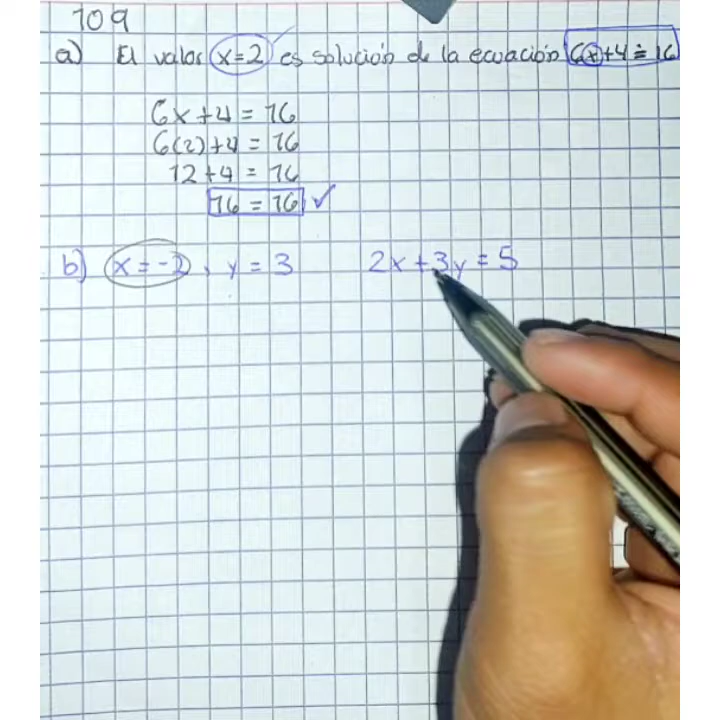 109
a) El valor x=2 es solución de la ecuación 6x+4=16
6x+4=16
6(2)+4=16
12+4=16
16=16 ✓
b) x=-2, y=3 2x+3y=5